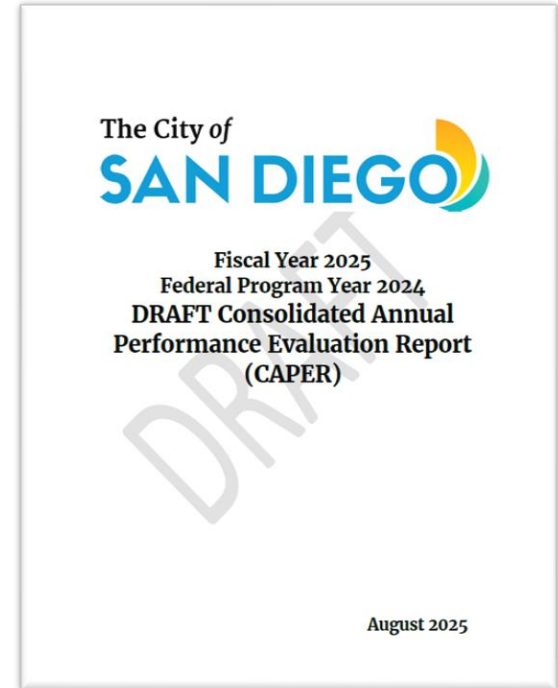 The City of
SAN DIEGO
Fiscal Year 2025
Federal Program Year 2024
DRAFT Consolidated Annual
Performance Evaluation Report
(CAPER)
DRAFT
August 2025